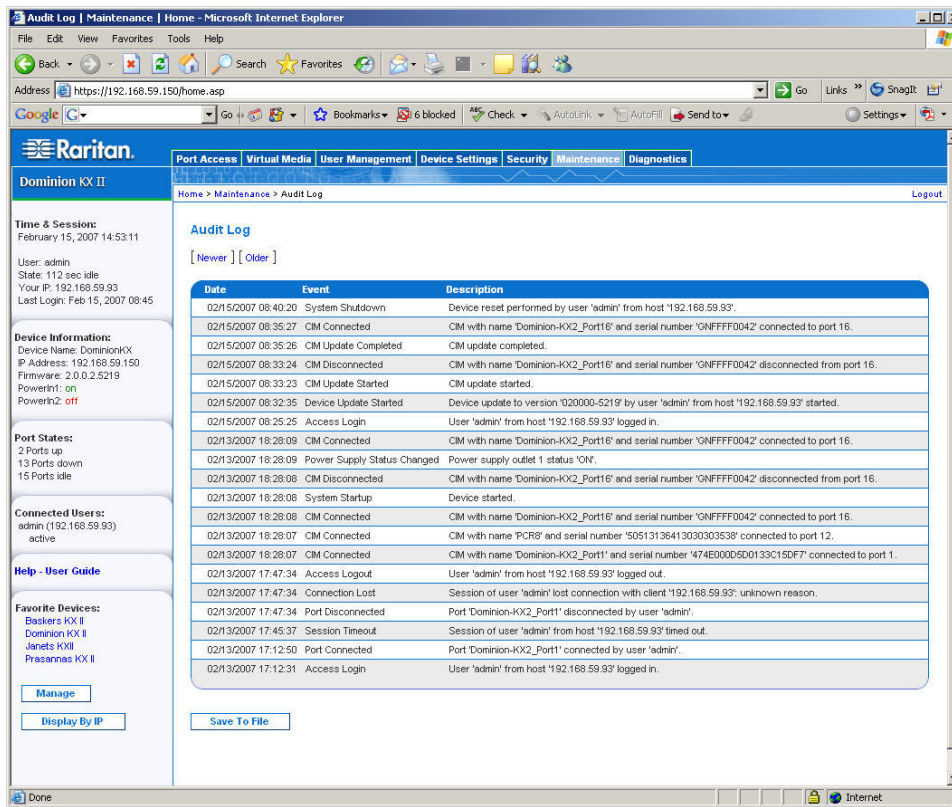 Audit Log | Maintenance | Home - Microsoft Internet Explorer
File Edit View Favorites Tools Help
Back Search Favorites
Address https://192.168.59.150/home.asp Go Links » SnagIt
Google G Go Bookmarks 6 blocked ABC Check AutoLink AutoFill Send to Settings
Raritan.
Port Access Virtual Media User Management Device Settings Security Maintenance Diagnostics
Dominion KX II
Home > Maintenance > Audit Log Logout
Time & Session:
February 15, 2007 14:53:11
User: admin
State: 112 sec idle
Your IP: 192.168.59.93
Last Login: Feb 15, 2007 08:45
Device Information:
Device Name: DominionKX
IP Address: 192.168.59.150
Firmware: 2.0.0.2.5219
PowerIn1: on
PowerIn2: off
Port States:
2 Ports up
13 Ports down
15 Ports idle
Connected Users:
admin (192.168.59.93)
active
Help - User Guide
Favorite Devices:
Baskers KX II
Dominion KX II
Janets KXII
Prasannas KX II
Manage
Display By IP
Audit Log
[ Newer ] [ Older ]
Date Event Description
02/15/2007 08:40:20 System Shutdown Device reset performed by user 'admin' from host '192.168.59.93'.
02/15/2007 08:35:27 CIM Connected CIM with name 'Dominion-KX2_Port16' and serial number 'GNFFFF0042' connected to port 16.
02/15/2007 08:35:26 CIM Update Completed CIM update completed.
02/15/2007 08:33:24 CIM Disconnected CIM with name 'Dominion-KX2_Port16' and serial number 'GNFFFF0042' disconnected from port 16.
02/15/2007 08:33:23 CIM Update Started CIM update started.
02/15/2007 08:32:35 Device Update Started Device update to version '020000-5219' by user 'admin' from host '192.168.59.93' started.
02/15/2007 08:25:25 Access Login User 'admin' from host '192.168.59.93' logged in.
02/13/2007 18:28:09 CIM Connected CIM with name 'Dominion-KX2_Port16' and serial number 'GNFFFF0042' connected to port 16.
02/13/2007 18:28:09 Power Supply Status Changed Power supply outlet 1 status 'ON'.
02/13/2007 18:28:08 CIM Disconnected CIM with name 'Dominion-KX2_Port16' and serial number 'GNFFFF0042' disconnected from port 16.
02/13/2007 18:28:08 System Startup Device started.
02/13/2007 18:28:08 CIM Connected CIM with name 'Dominion-KX2_Port16' and serial number 'GNFFFF0042' connected to port 16.
02/13/2007 18:28:07 CIM Connected CIM with name 'PCR8' and serial number '50513136413030303538' connected to port 12.
02/13/2007 18:28:07 CIM Connected CIM with name 'Dominion-KX2_Port1' and serial number '474E000D5D0133C15DF7' connected to port 1.
02/13/2007 17:47:34 Access Logout User 'admin' from host '192.168.59.93' logged out.
02/13/2007 17:47:34 Connection Lost Session of user 'admin' lost connection with client '192.168.59.93': unknown reason.
02/13/2007 17:47:34 Port Disconnected Port 'Dominion-KX2_Port1' disconnected by user 'admin'.
02/13/2007 17:45:37 Session Timeout Session of user 'admin' from host '192.168.59.93' timed out.
02/13/2007 17:12:50 Port Connected Port 'Dominion-KX2_Port1' connected by user 'admin'.
02/13/2007 17:12:31 Access Login User 'admin' from host '192.168.59.93' logged in.
Save To File
Done Internet